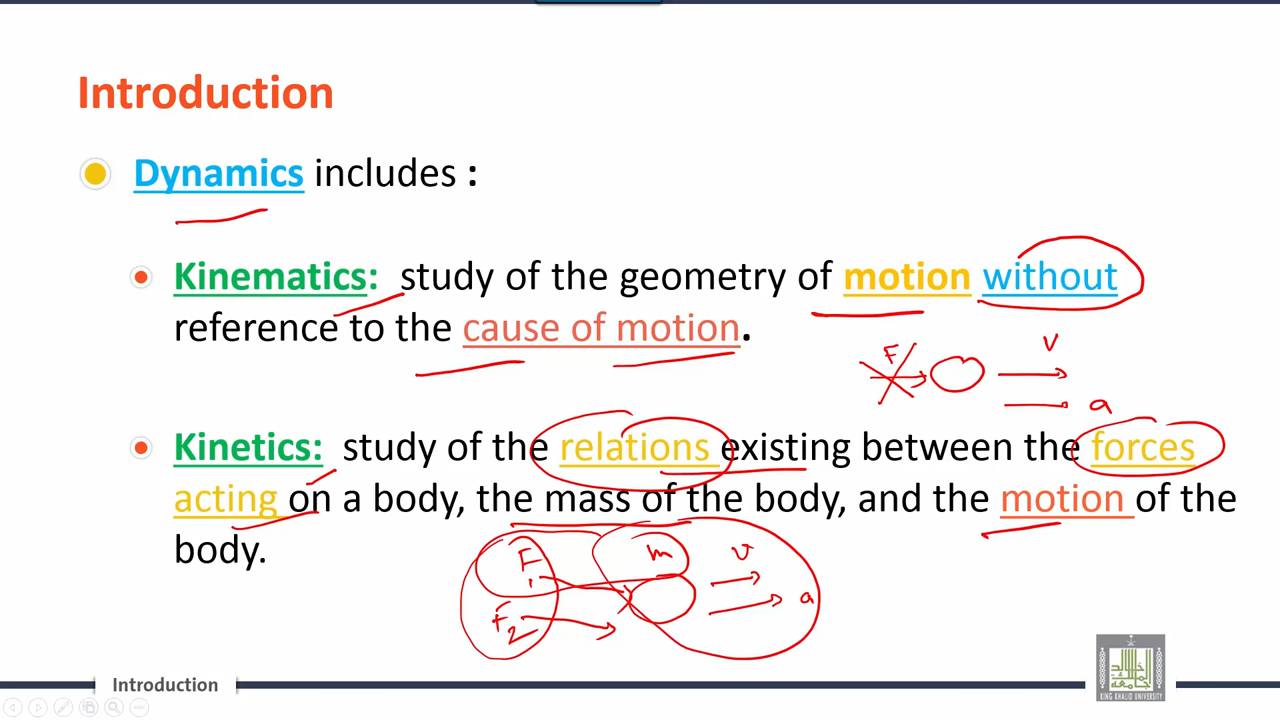 Introduction
Dynamics includes :
Kinematics: study of the geometry of motion without
reference to the cause of motion.
F
V
a
Kinetics: study of the relations existing between the forces
acting on a body, the mass of the body, and the motion of the
body.
F1 m v
F2 a
Introduction
KING KHALID UNIVERSITY